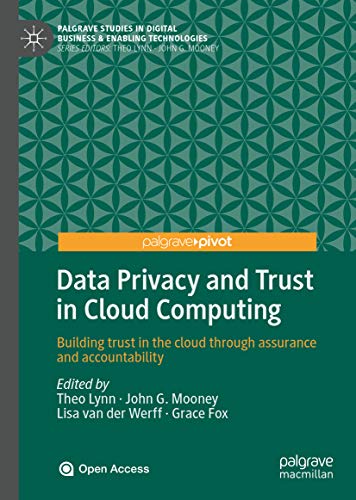 PALGRAVE STUDIES IN DIGITAL
BUSINESS & ENABLING TECHNOLOGIES
SERIES EDITORS: THEO LYNN · JOHN G. MOONEY
palgrave►pivot
Data Privacy and Trust
in Cloud Computing
Building trust in the cloud through assurance
and accountability
Edited by
Theo Lynn · John G. Mooney
Lisa van der Werff · Grace Fox
Open Access
palgrave
macmillan